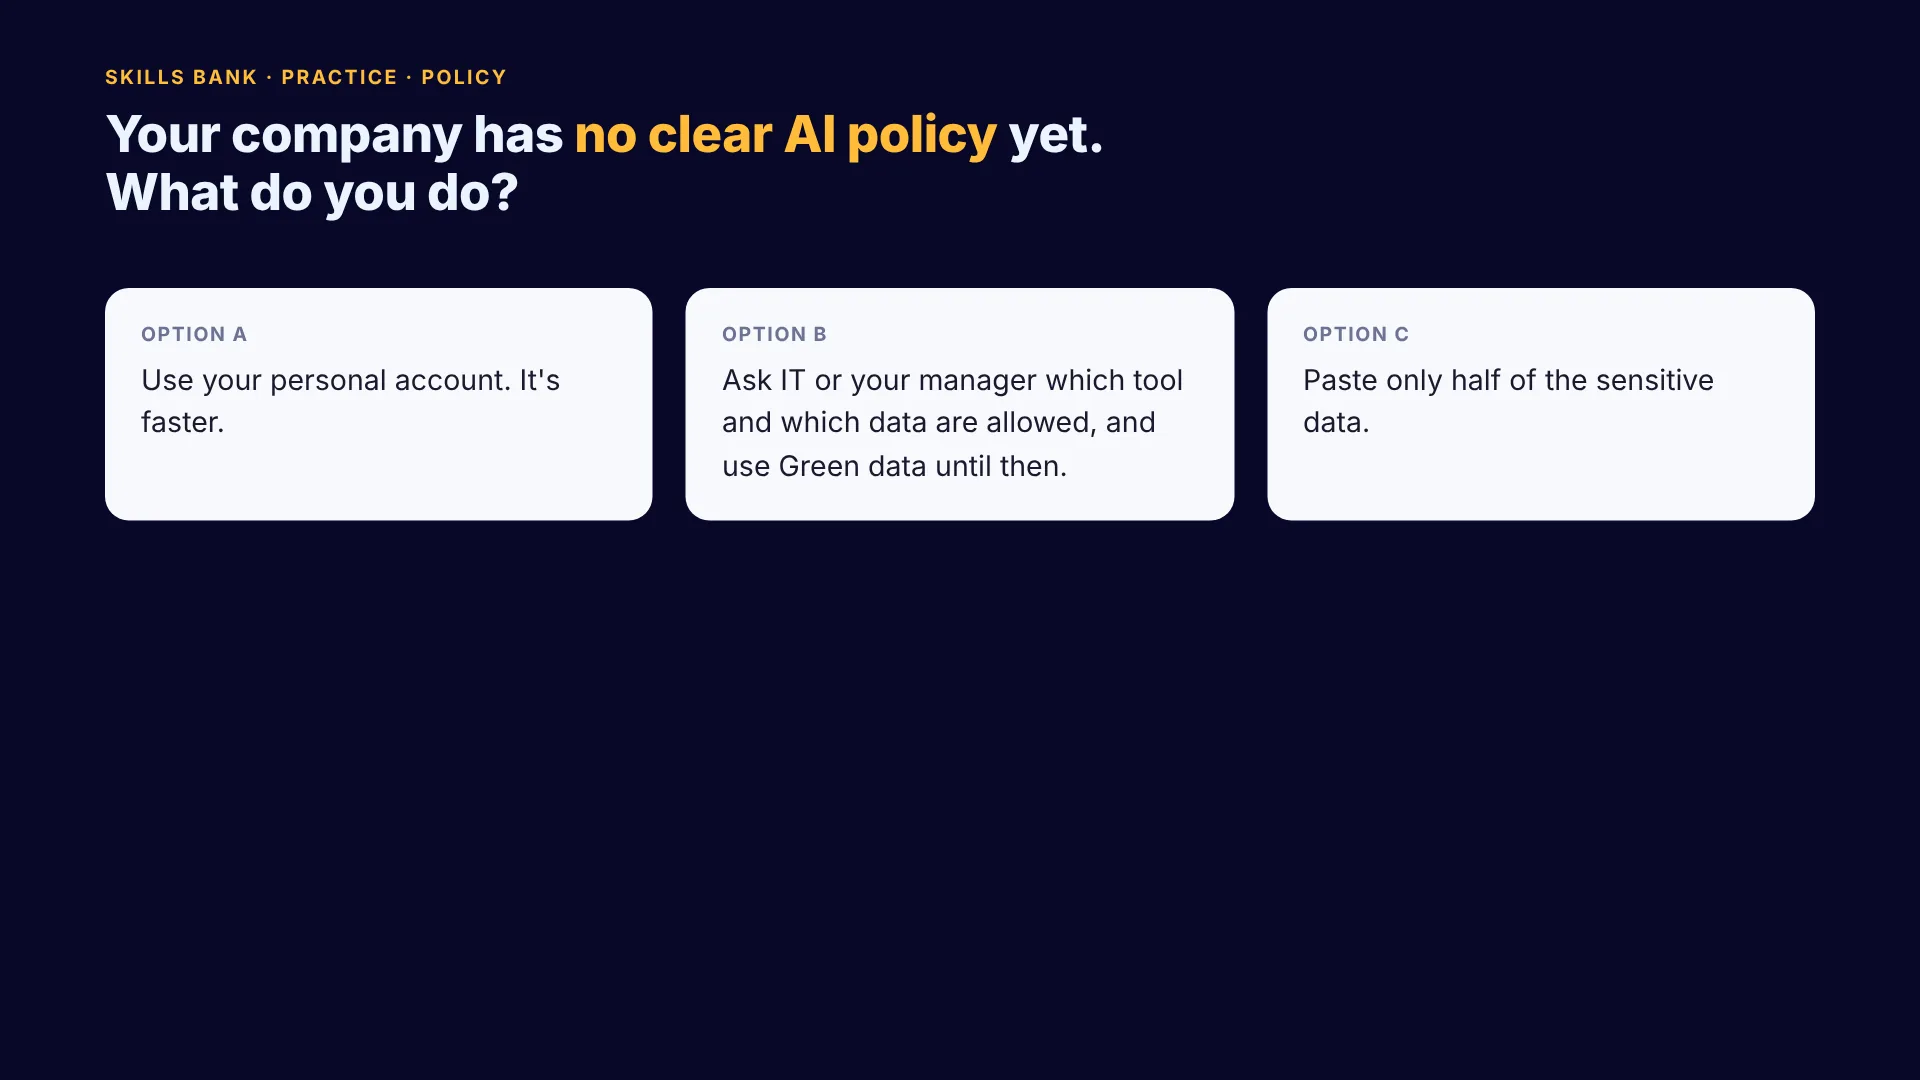 SKILLS BANK · PRACTICE · POLICY
Your company has no clear AI policy yet.
What do you do?
OPTION A
Use your personal account. It's
faster.
OPTION B
Ask IT or your manager which tool
and which data are allowed, and
use Green data until then.
OPTION C
Paste only half of the sensitive
data.